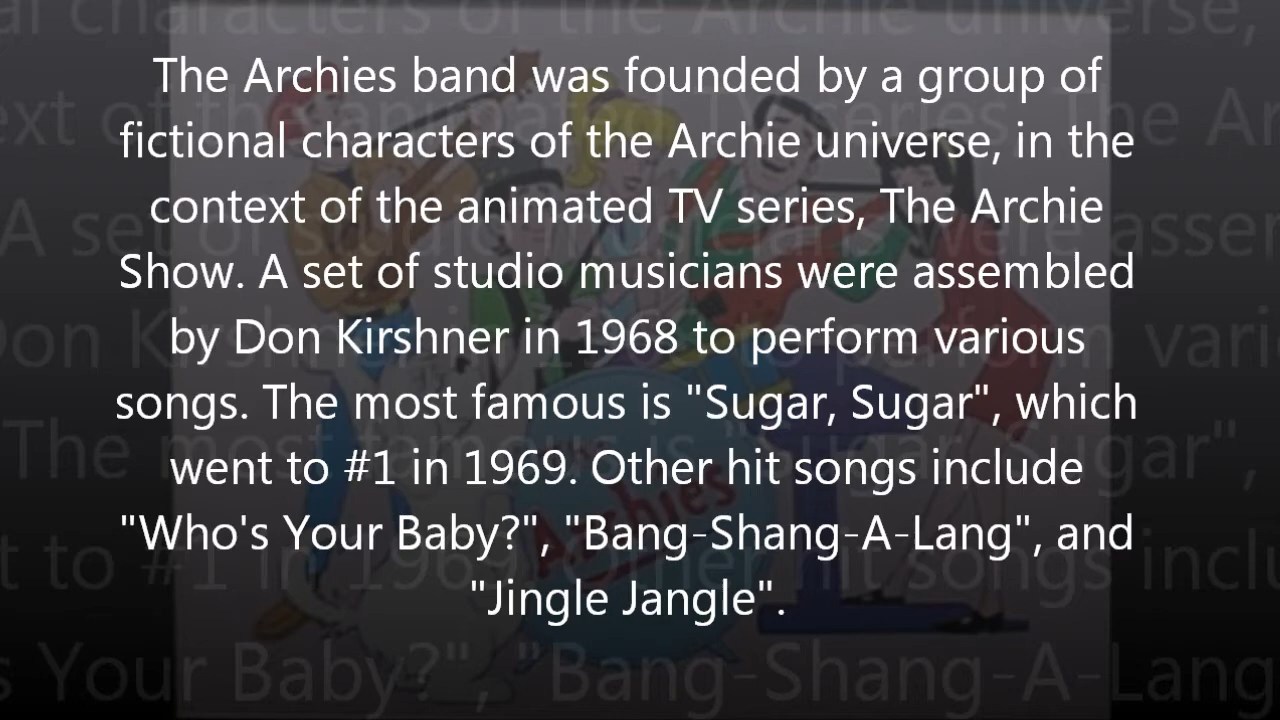 The Archies band was founded by a group of
fictional characters of the Archie universe, in the
context of the animated TV series, The Archie
Show. A set of studio musicians were assembled
by Don Kirshner in 1968 to perform various
songs. The most famous is "Sugar, Sugar", which
went to #1 in 1969. Other hit songs include
"Who's Your Baby?", "Bang-Shang-A-Lang", and
"Jingle Jangle".
Archies